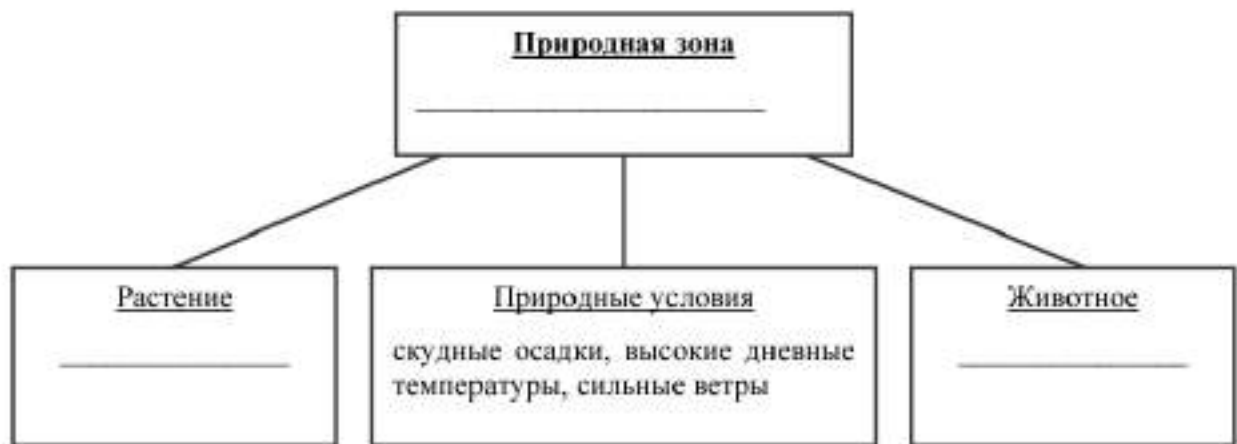 Природная зона
Растение
Природные условия
скудные осадки, высокие дневные
температуры, сильные ветры
Животное